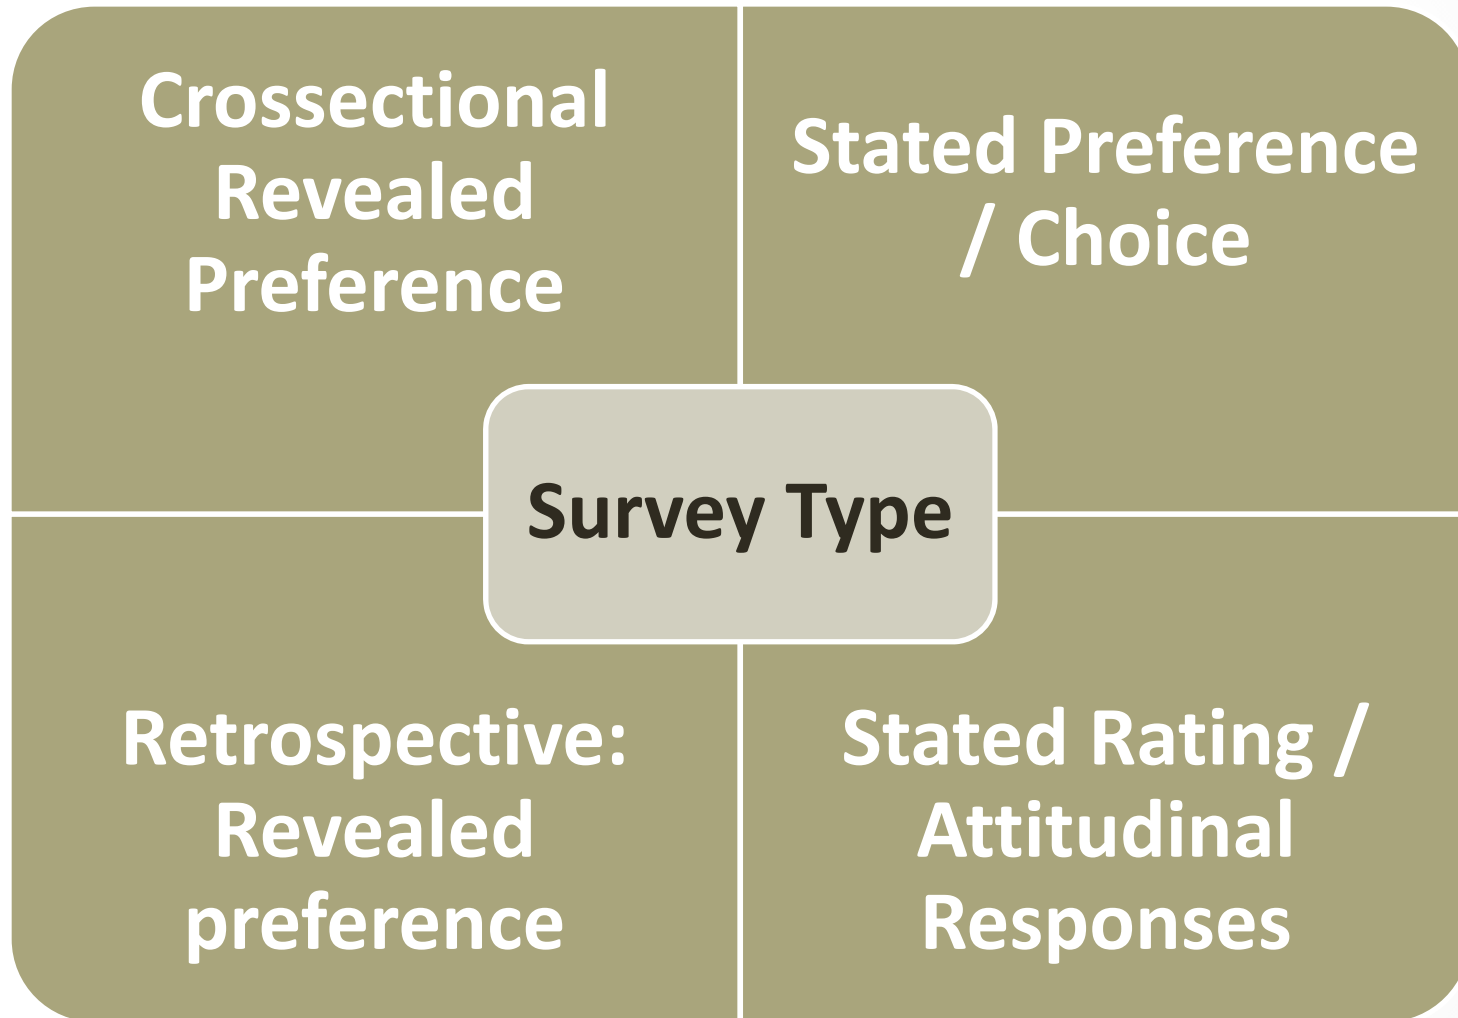 Crossectional
Revealed
Preference
Stated Preference
/ Choice
Survey Type
Retrospective:
Revealed
preference
Stated Rating /
Attitudinal
Responses